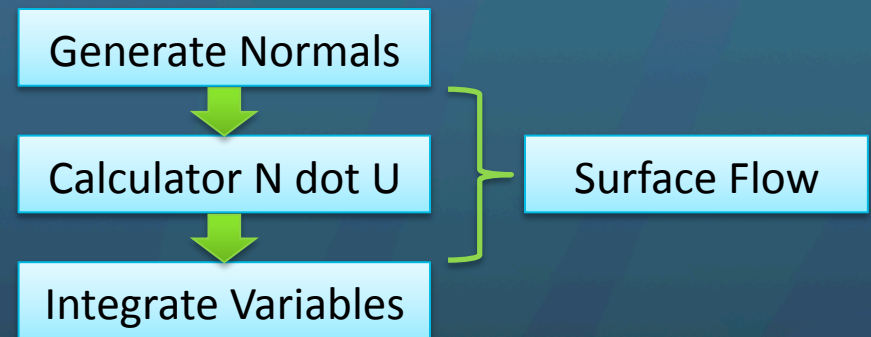 Generate Normals
Calculator N dot U
Surface Flow
Integrate Variables